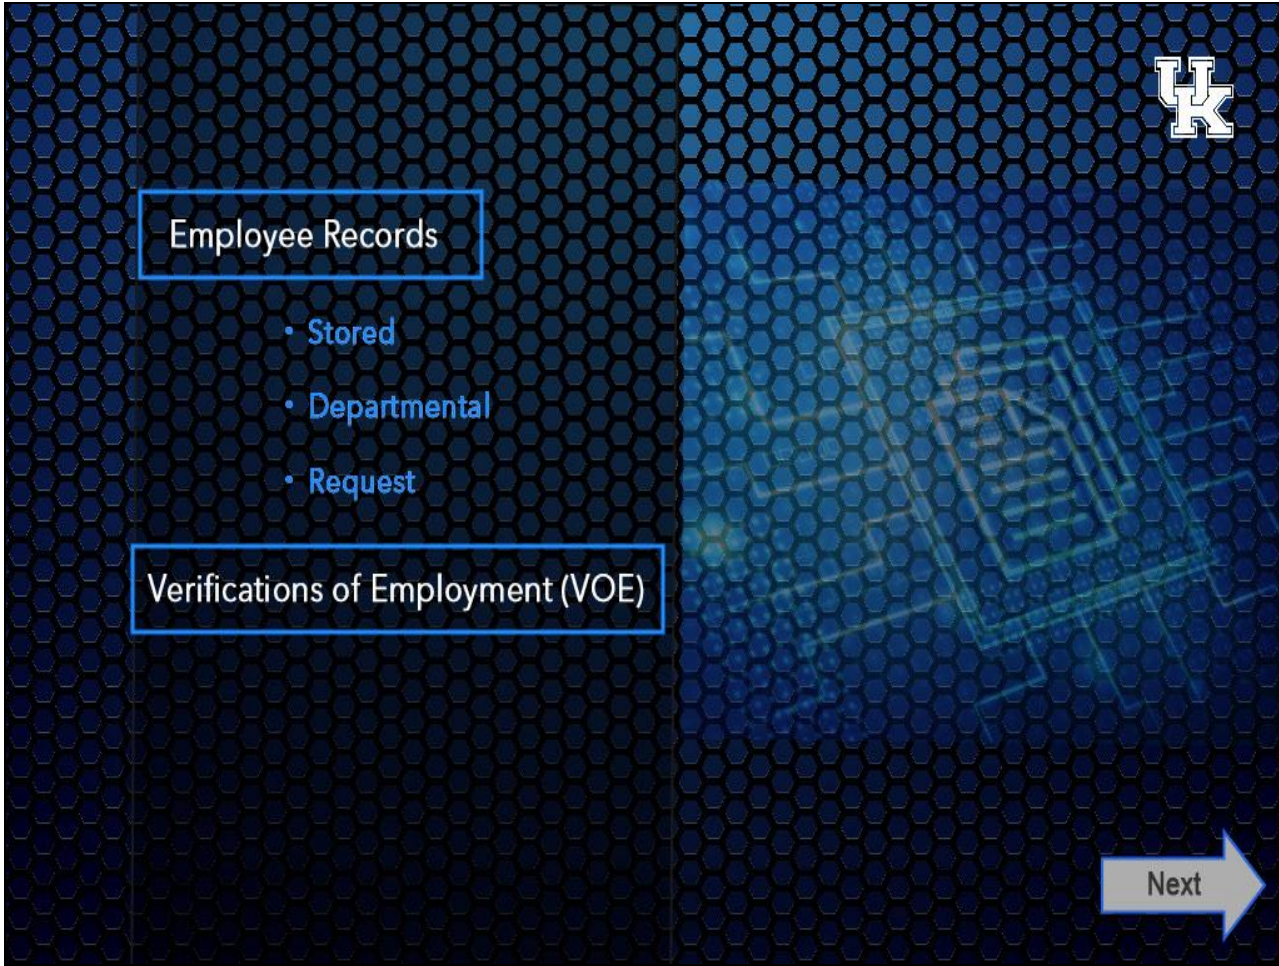 UK
Employee Records
• Stored
• Departmental
• Request
Verifications of Employment (VOE)
Next